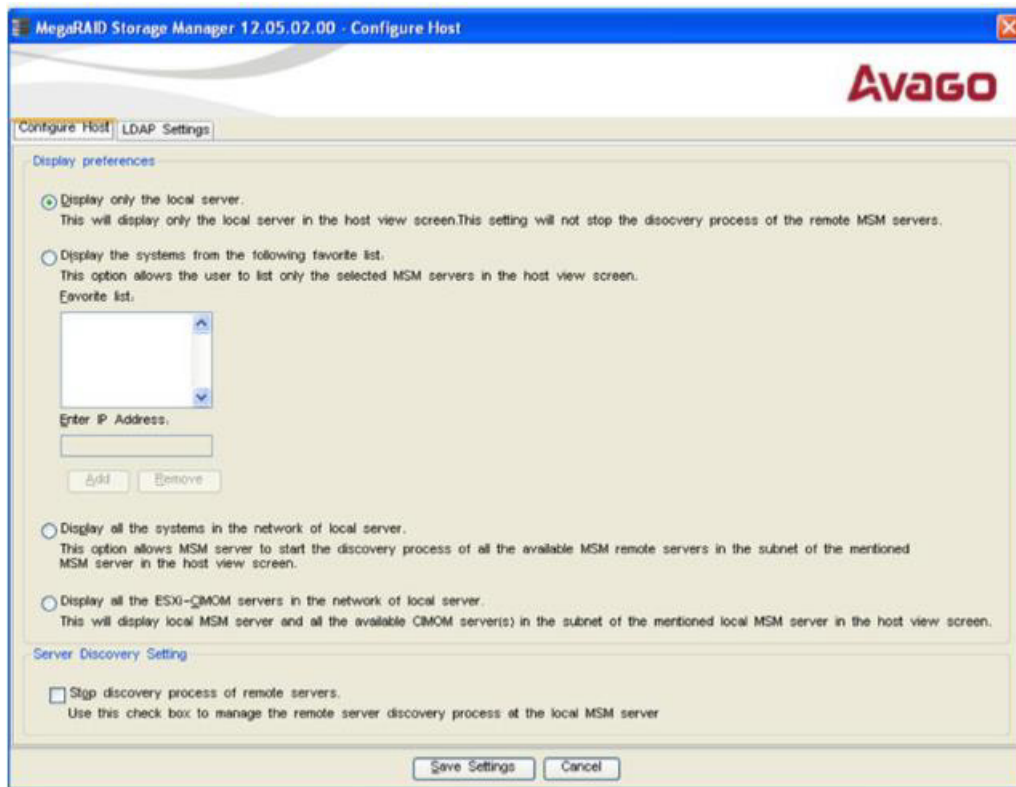 MegaRAID Storage Manager 12.05.02.00 - Configure Host
AVAGO
Configure Host
LDAP Settings
Display preferences
Display only the local server.
This will display only the local server in the host view screen.This setting will not stop the disocvery process of the remote MSM servers.
Display the systems from the following favorite list.
This option allows the user to list only the selected MSM servers in the host view screen.
Favorite list.
Enter IP Address.
Add
Remove
Display all the systems in the network of local server.
This option allows MSM server to start the discovery process of all the available MSM remote servers in the subnet of the mentioned
MSM server in the host view screen.
Display all the ESXi-CIMOM servers in the network of local server.
This will display local MSM server and all the available CIMOM server(s) in the subnet of the mentioned local MSM server in the host view screen.
Server Discovery Setting
Stop discovery process of remote servers.
Use this check box to manage the remote server discovery process at the local MSM server
Save Settings
Cancel